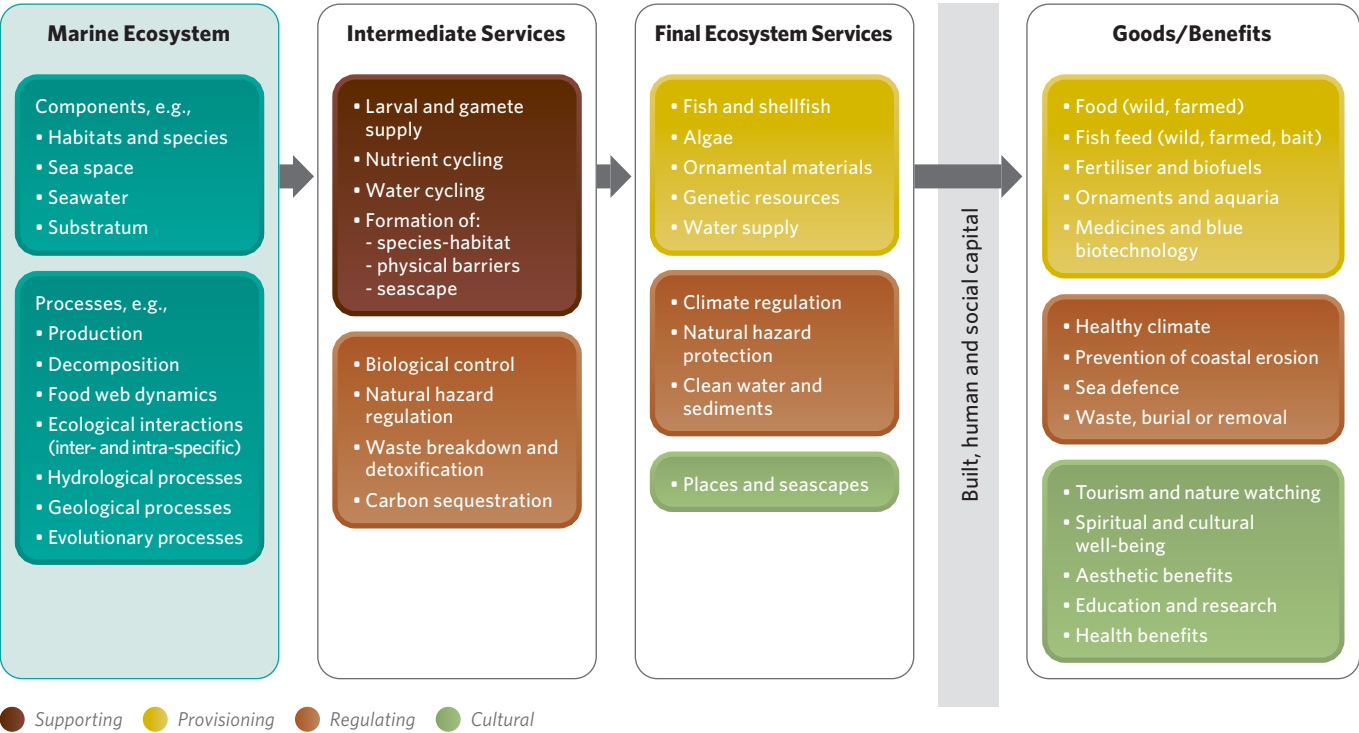 Marine Ecosystem
Components, e.g.,
▪ Habitats and species
▪ Sea space
▪ Seawater
▪ Substratum
Processes, e.g.,
▪ Production
▪ Decomposition
▪ Food web dynamics
▪ Ecological interactions
(inter- and intra-specific)
▪ Hydrological processes
▪ Geological processes
▪ Evolutionary processes
Intermediate Services
▪ Larval and gamete
supply
▪ Nutrient cycling
▪ Water cycling
▪ Formation of:
- species-habitat
- physical barriers
- seascape
▪ Biological control
▪ Natural hazard
regulation
▪ Waste breakdown and
detoxification
▪ Carbon sequestration
Final Ecosystem Services
▪ Fish and shellfish
▪ Algae
▪ Ornamental materials
▪ Genetic resources
▪ Water supply
▪ Climate regulation
▪ Natural hazard
protection
▪ Clean water and
sediments
▪ Places and seascapes
Built, human and social capital
Goods/Benefits
▪ Food (wild, farmed)
▪ Fish feed (wild, farmed, bait)
▪ Fertiliser and biofuels
▪ Ornaments and aquaria
▪ Medicines and blue
biotechnology
▪ Healthy climate
▪ Prevention of coastal erosion
▪ Sea defence
▪ Waste, burial or removal
▪ Tourism and nature watching
▪ Spiritual and cultural
well-being
▪ Aesthetic benefits
▪ Education and research
▪ Health benefits
Supporting
Provisioning
Regulating
Cultural